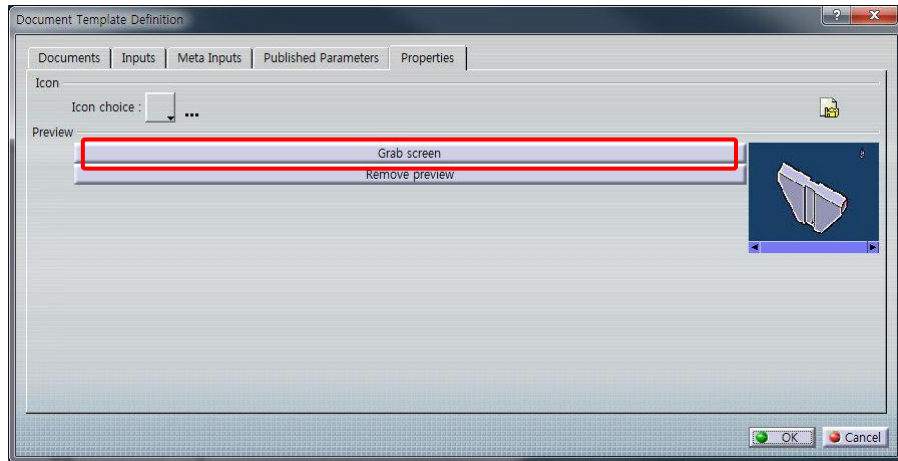 Document Template Definition
Documents Inputs Meta Inputs Published Parameters Properties
Icon
Icon choice : ...
Preview
Grab screen
Remove preview
OK Cancel